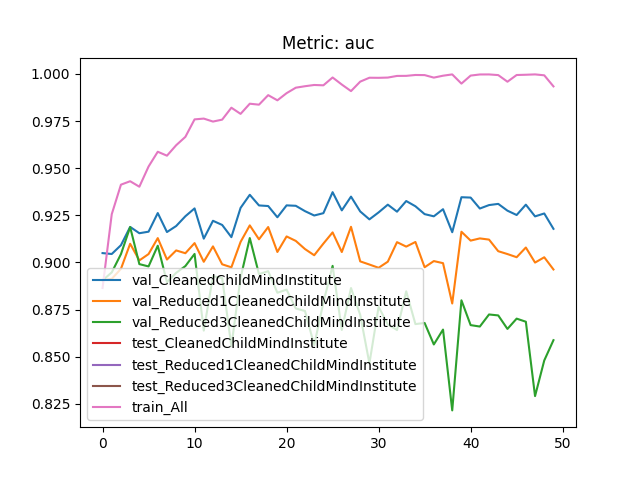 Metric: auc
1.000
0.975
0.950
0.925
0.900
0.875
0.850
0.825
val_CleanedChildMindInstitute
val_Reduced1CleanedChildMindInstitute
val_Reduced3CleanedChildMindInstitute
test_CleanedChildMindInstitute
test_Reduced1CleanedChildMindInstitute
test_Reduced3CleanedChildMindInstitute
train_All
0 10 20 30 40 50